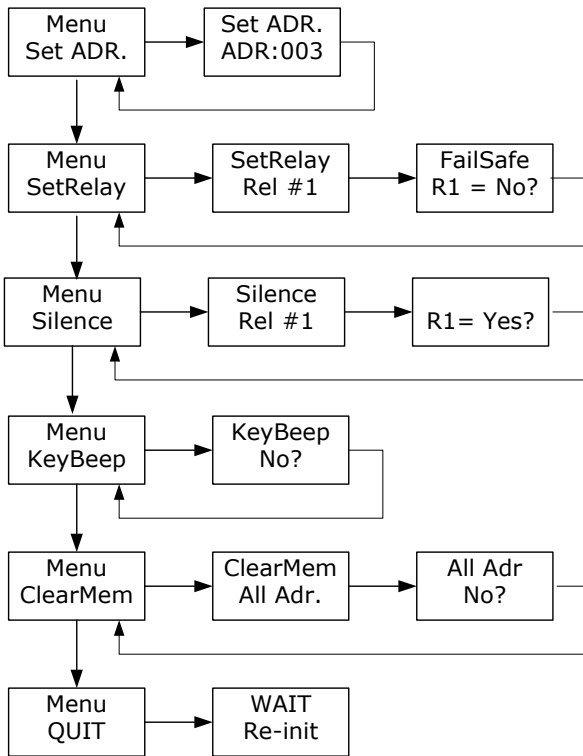 Menu
Set ADR.
Set ADR.
ADR:003
Menu
SetRelay
SetRelay
Rel #1
FailSafe
R1 = No?
Menu
Silence
Silence
Rel #1
R1= Yes?
Menu
KeyBeep
KeyBeep
No?
Menu
ClearMem
ClearMem
All Adr.
All Adr
No?
Menu
QUIT
WAIT
Re-init